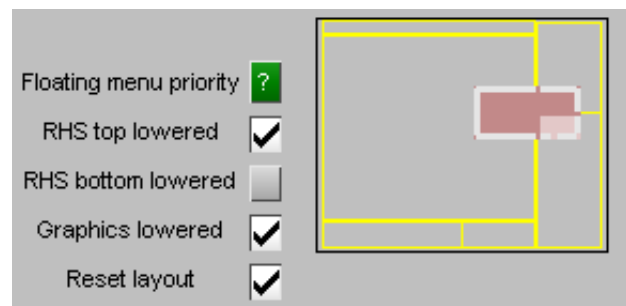 Floating menu priority ?
RHS top lowered
RHS bottom lowered
Graphics lowered
Reset layout